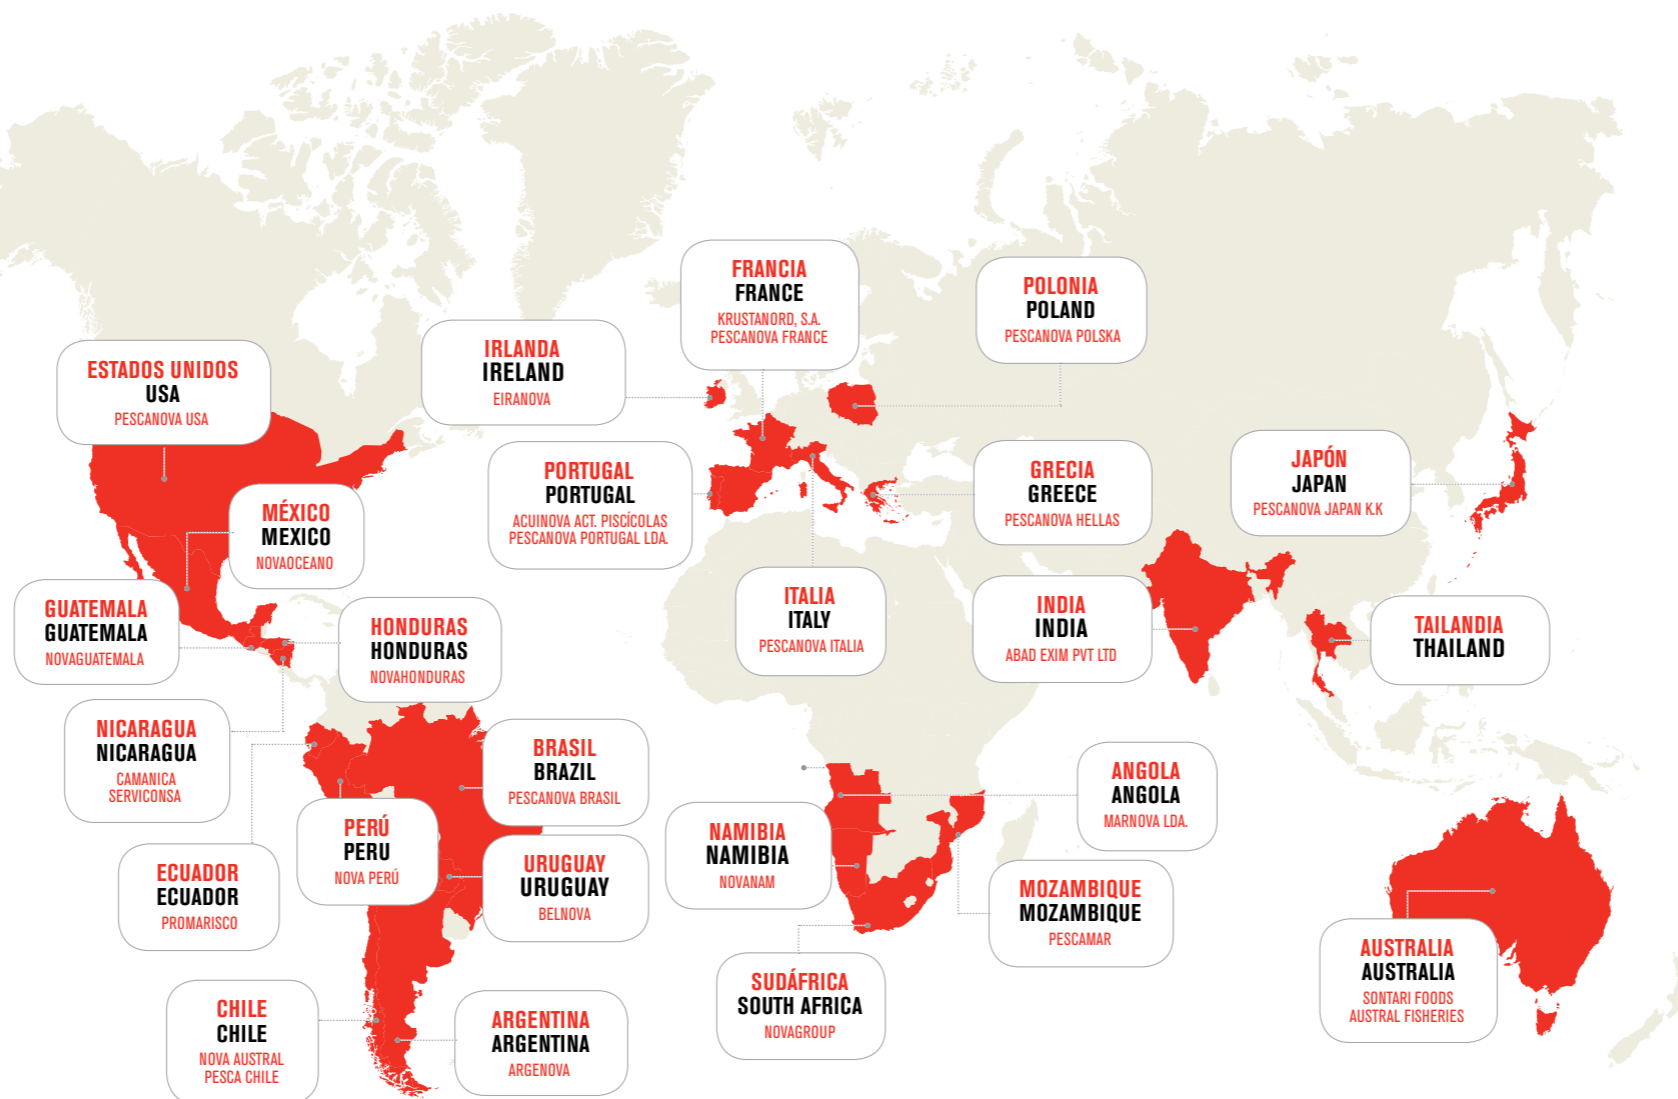 FRANCIA
FRANCE
KRUSTANORD, S.A.
PESCANOVA FRANCE
POLONIA
POLAND
PESCANOVA POLSKA
IRLANDA
IRELAND
EIRANOVA
ESTADOS UNIDOS
USA
PESCANOVA USA
PORTUGAL
PORTUGAL
ACUINOVA ACT. PISCÍCOLAS
PESCANOVA PORTUGAL LDA.
GRECIA
GREECE
PESCANOVA HELLAS
JAPÓN
JAPAN
PESCANOVA JAPAN K.K
MÉXICO
MEXICO
NOVAOCEANO
ITALIA
ITALY
PESCANOVA ITALIA
INDIA
INDIA
ABAD EXIM PVT LTD
GUATEMALA
GUATEMALA
NOVAGUATEMALA
HONDURAS
HONDURAS
NOVAHONDURAS
TAILANDIA
THAILAND
NICARAGUA
NICARAGUA
CAMANICA
SERVICONSA
BRASIL
BRAZIL
PESCANOVA BRASIL
ANGOLA
ANGOLA
MARNOVA LDA.
PERÚ
PERU
NOVA PERÚ
NAMIBIA
NAMIBIA
NOVANAM
ECUADOR
ECUADOR
PROMARISCO
URUGUAY
URUGUAY
BELNOVA
MOZAMBIQUE
MOZAMBIQUE
PESCAMAR
AUSTRALIA
AUSTRALIA
SONTARI FOODS
AUSTRAL FISHERIES
SUDÁFRICA
SOUTH AFRICA
NOVAGROUP
CHILE
CHILE
NOVA AUSTRAL
PESCA CHILE
ARGENTINA
ARGENTINA
ARGENOVA